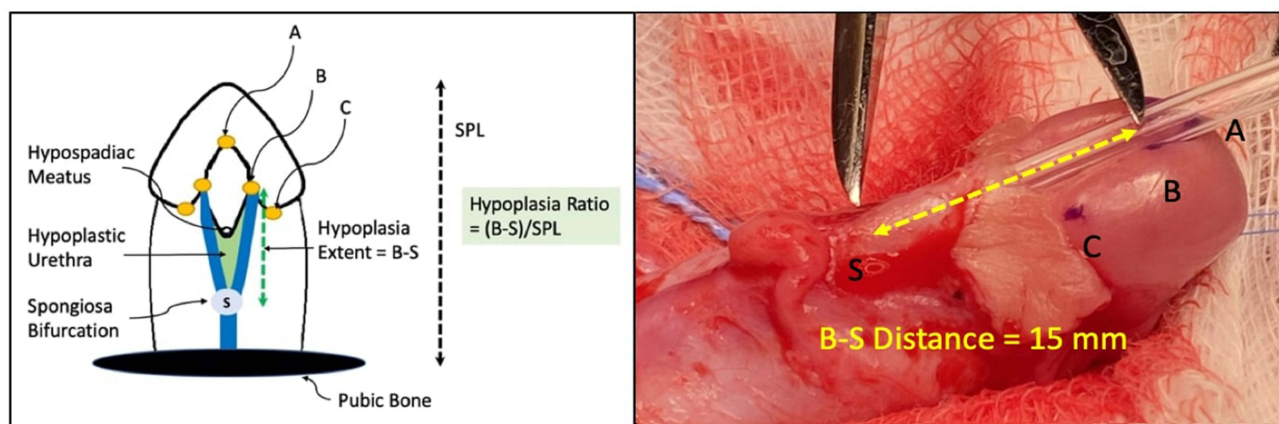 A
B
C
Hypospadiac
Meatus
SPL
Hypoplasia Ratio
= (B-S)/SPL
Hypoplastic
Urethra
Hypoplasia
Extent = B-S
Spongiosa
Bifurcation
S
Pubic Bone
A
B
C
S
B-S Distance = 15 mm